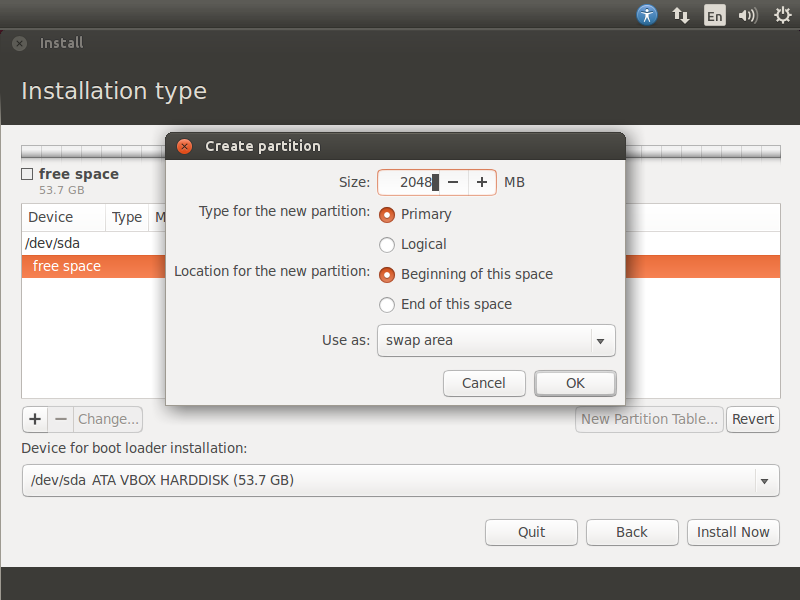 En
Install
Installation type
Create partition
Size: 2048 MB
free space
53.7 GB
Type for the new partition: Primary
Logical
Device Type M
/dev/sda
free space
Location for the new partition: Beginning of this space
End of this space
Use as: swap area
Cancel OK
+ − Change... New Partition Table... Revert
Device for boot loader installation:
/dev/sda ATA VBOX HARDDISK (53.7 GB)
Quit Back Install Now